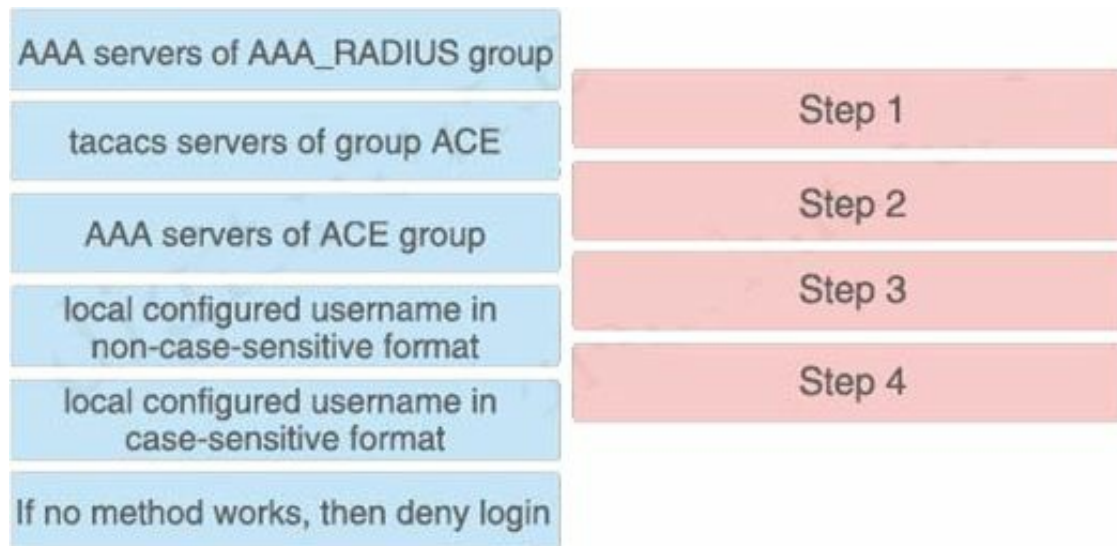 AAA servers of AAA_RADIUS group
tacacs servers of group ACE
AAA servers of ACE group
local configured username in
non-case-sensitive format
local configured username in
case-sensitive format
If no method works, then deny login
Step 1
Step 2
Step 3
Step 4